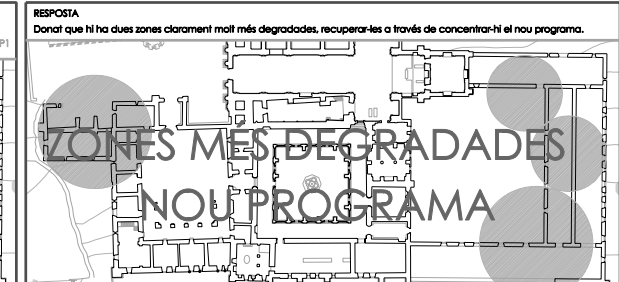 RESPOSTA
Donat que hi ha dues zones clarament molt més degradades, recuperar-les a través de concentrar-hi el nou programa.
P1
ZONES MÉS DEGRADADES
NOU PROGRAMA